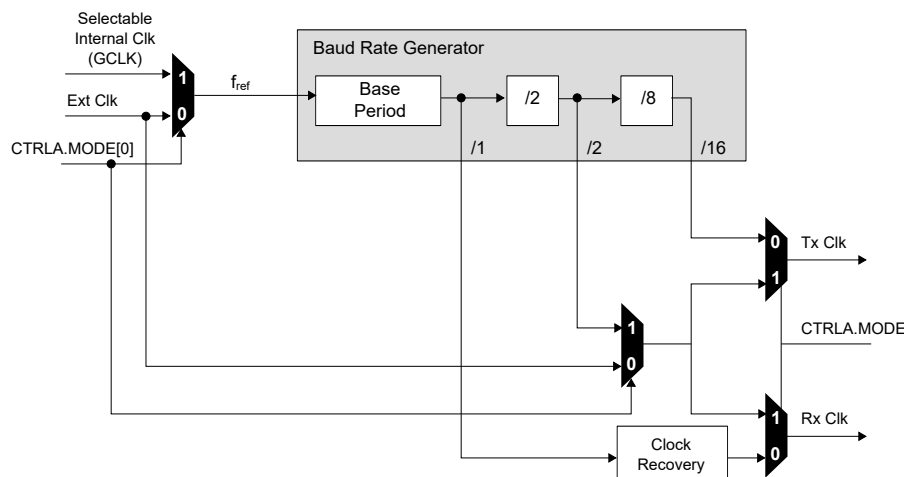 Selectable
Internal Clk
(GCLK)
Baud Rate Generator
1
f_ref
Base
Period
/2
/8
Ext Clk
0
CTRLA.MODE[0]
/1
/2
/16
0
Tx Clk
1
1
CTRLA.MODE
0
1
Rx Clk
Clock
Recovery
0